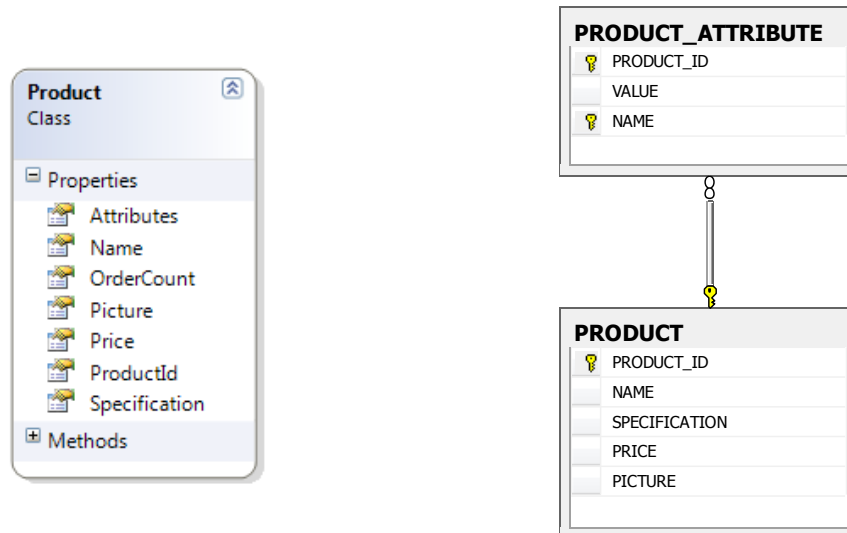 Product
Class
Properties
Attributes
Name
OrderCount
Picture
Price
ProductId
Specification
Methods
PRODUCT_ATTRIBUTE
PRODUCT_ID
VALUE
NAME
PRODUCT
PRODUCT_ID
NAME
SPECIFICATION
PRICE
PICTURE